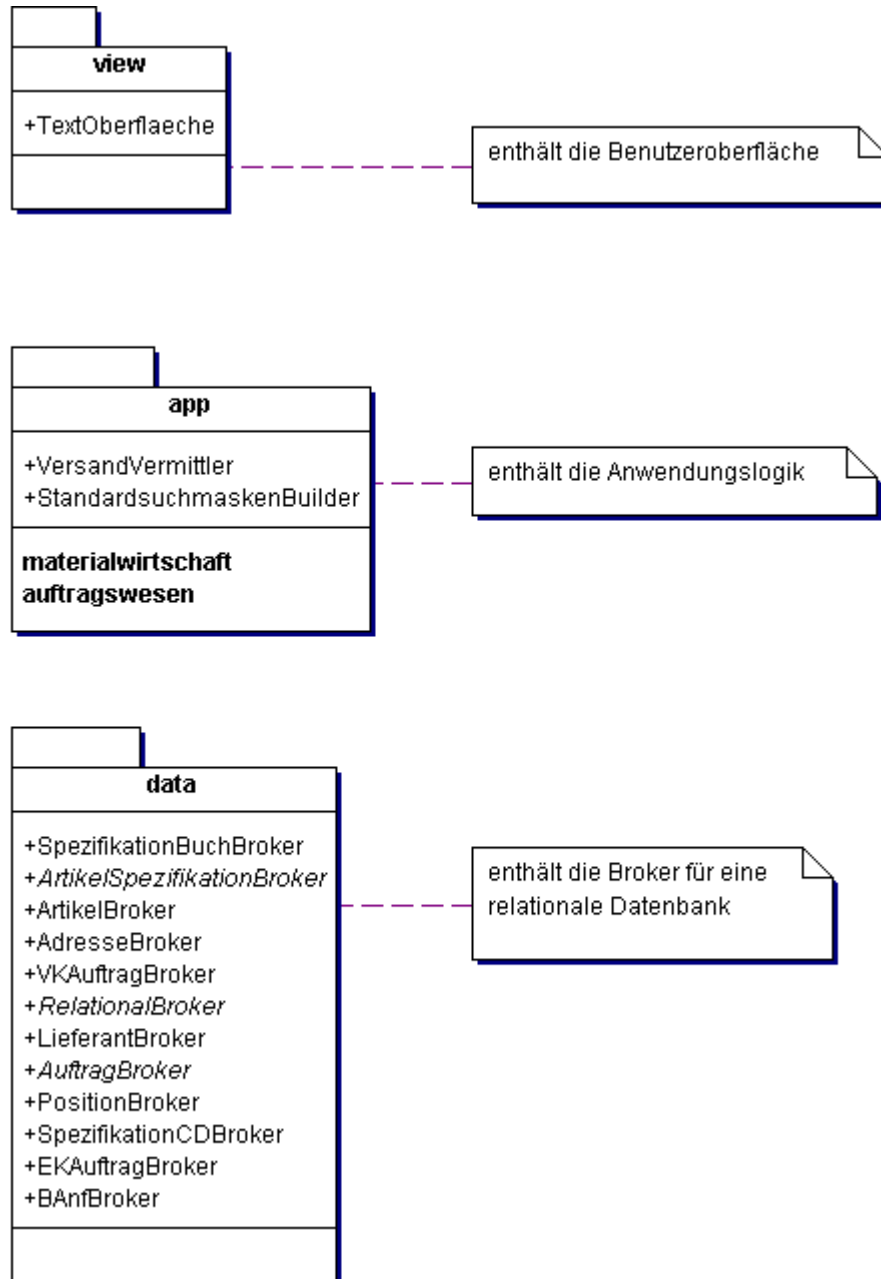 view
+TextOberflaeche
enthält die Benutzeroberfläche
app
+VersandVermittler
+StandardsuchmaskenBuilder
materialwirtschaft
auftragswesen
enthält die Anwendungslogik
data
+SpezifikationBuchBroker
+ArtikelSpezifikationBroker
+ArtikelBroker
+AdresseBroker
+VKAuftragBroker
+RelationalBroker
+LieferantBroker
+AuftragBroker
+PositionBroker
+SpezifikationCDBroker
+EKAuftragBroker
+BAnfBroker
enthält die Broker für eine
relationale Datenbank